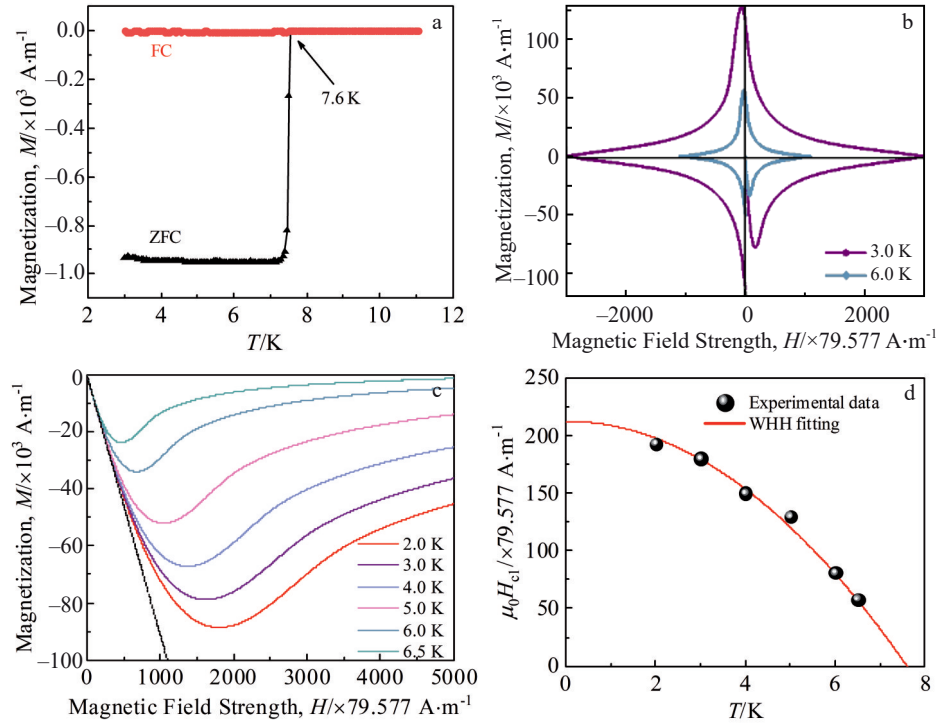 a
Magnetization, M/×10³ A·m⁻¹
0.0
−0.2
−0.4
−0.6
−0.8
−1.0
FC
7.6 K
ZFC
2 4 6 8 10 12
T/K
b
Magnetization, M/×10³ A·m⁻¹
100
50
0
−50
−100
3.0 K
6.0 K
−2000 0 2000
Magnetic Field Strength, H/×79.577 A·m⁻¹
c
Magnetization, M/×10³ A·m⁻¹
0
−20
−40
−60
−80
−100
2.0 K
3.0 K
4.0 K
5.0 K
6.0 K
6.5 K
0 1000 2000 3000 4000 5000
Magnetic Field Strength, H/×79.577 A·m⁻¹
d
μ₀H_c1/×79.577 A·m⁻¹
250
200
150
100
50
0
Experimental data
WHH fitting
0 2 4 6 8
T/K